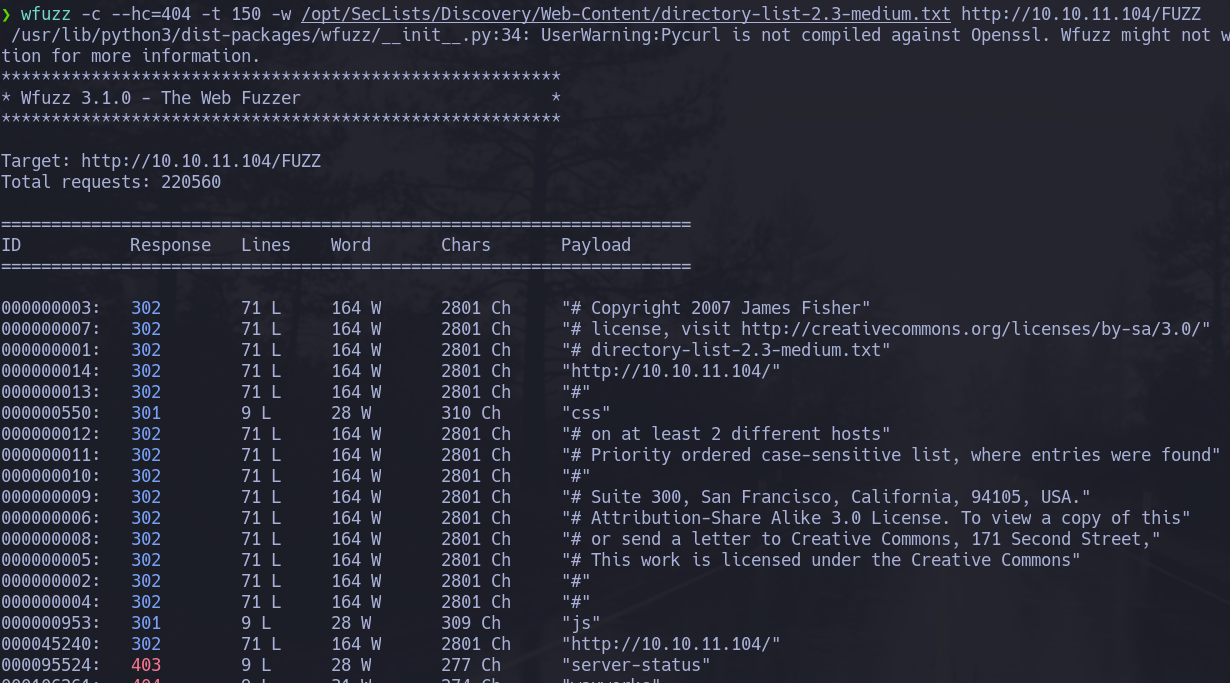 ❯ wfuzz -c --hc=404 -t 150 -w /opt/SecLists/Discovery/Web-Content/directory-list-2.3-medium.txt http://10.10.11.104/FUZZ
/usr/lib/python3/dist-packages/wfuzz/__init__.py:34: UserWarning:Pycurl is not compiled against Openssl. Wfuzz might not w
tion for more information.
********************************************************
* Wfuzz 3.1.0 - The Web Fuzzer                         *
********************************************************
Target: http://10.10.11.104/FUZZ
Total requests: 220560
=====================================================================
ID           Response   Lines    Word       Chars       Payload
=====================================================================
000000003:   302        71 L     164 W      2801 Ch     "# Copyright 2007 James Fisher"
000000007:   302        71 L     164 W      2801 Ch     "# license, visit http://creativecommons.org/licenses/by-sa/3.0/"
000000001:   302        71 L     164 W      2801 Ch     "# directory-list-2.3-medium.txt"
000000014:   302        71 L     164 W      2801 Ch     "http://10.10.11.104/"
000000013:   302        71 L     164 W      2801 Ch     "#"
000000550:   301        9 L      28 W       310 Ch      "css"
000000012:   302        71 L     164 W      2801 Ch     "# on at least 2 different hosts"
000000011:   302        71 L     164 W      2801 Ch     "# Priority ordered case-sensitive list, where entries were found"
000000010:   302        71 L     164 W      2801 Ch     "#"
000000009:   302        71 L     164 W      2801 Ch     "# Suite 300, San Francisco, California, 94105, USA."
000000006:   302        71 L     164 W      2801 Ch     "# Attribution-Share Alike 3.0 License. To view a copy of this"
000000008:   302        71 L     164 W      2801 Ch     "# or send a letter to Creative Commons, 171 Second Street,"
000000005:   302        71 L     164 W      2801 Ch     "# This work is licensed under the Creative Commons"
000000002:   302        71 L     164 W      2801 Ch     "#"
000000004:   302        71 L     164 W      2801 Ch     "#"
000000953:   301        9 L      28 W       309 Ch      "js"
000045240:   302        71 L     164 W      2801 Ch     "http://10.10.11.104/"
000095524:   403        9 L      28 W       277 Ch      "server-status"